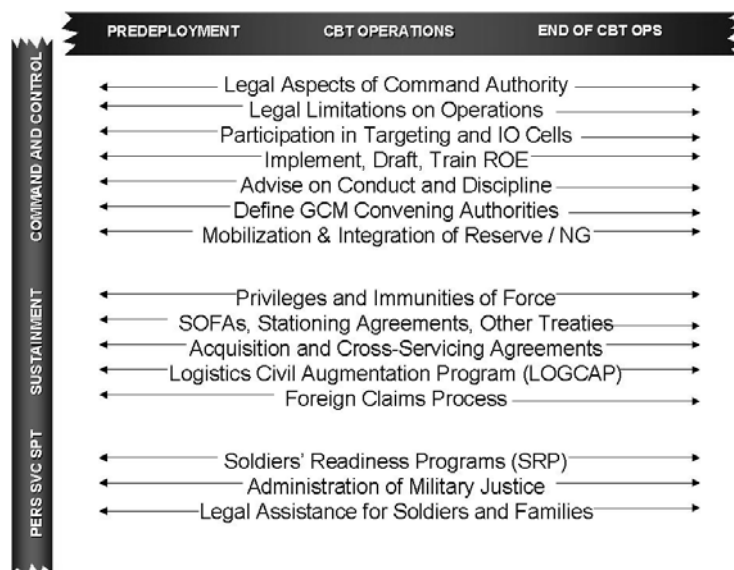 PREDEPLOYMENT CBT OPERATIONS END OF CBT OPS
COMMAND AND CONTROL
Legal Aspects of Command Authority
Legal Limitations on Operations
Participation in Targeting and IO Cells
Implement, Draft, Train ROE
Advise on Conduct and Discipline
Define GCM Convening Authorities
Mobilization & Integration of Reserve / NG
SUSTAINMENT
Privileges and Immunities of Force
SOFAs, Stationing Agreements, Other Treaties
Acquisition and Cross-Servicing Agreements
Logistics Civil Augmentation Program (LOGCAP)
Foreign Claims Process
PERS SVC SPT
Soldiers' Readiness Programs (SRP)
Administration of Military Justice
Legal Assistance for Soldiers and Families